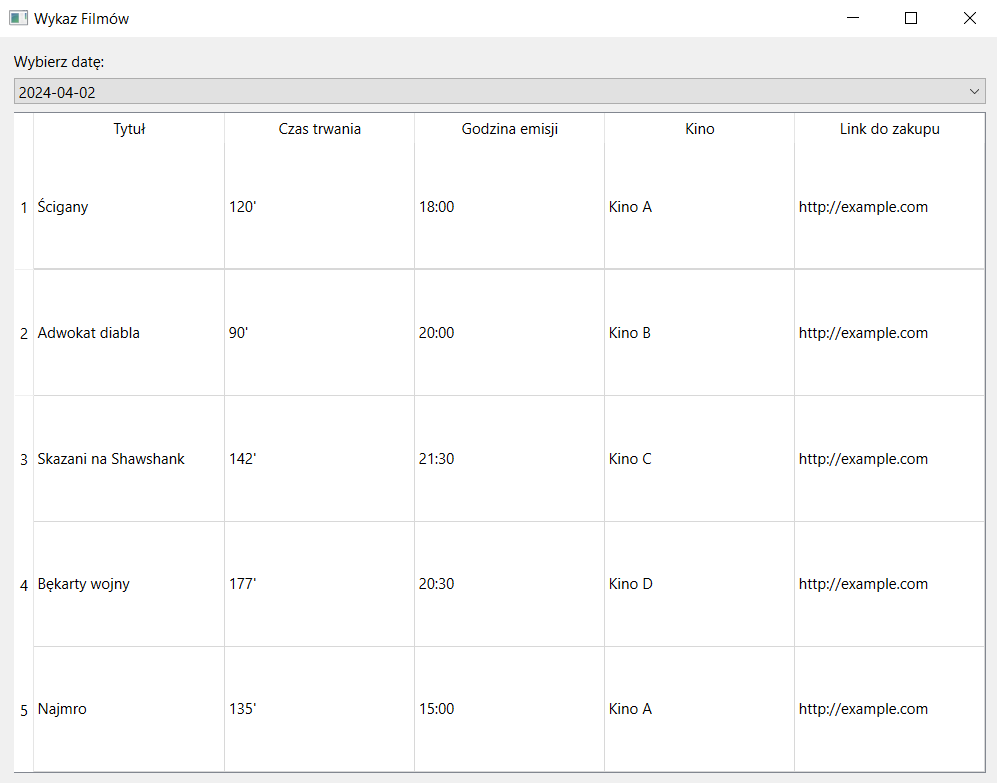 Wykaz Filmów
Wybierz datę:
2024-04-02
Tytuł Czas trwania Godzina emisji Kino Link do zakupu
1 Ścigany 120' 18:00 Kino A http://example.com
2 Adwokat diabla 90' 20:00 Kino B http://example.com
3 Skazani na Shawshank 142' 21:30 Kino C http://example.com
4 Bękarty wojny 177' 20:30 Kino D http://example.com
5 Najmro 135' 15:00 Kino A http://example.com